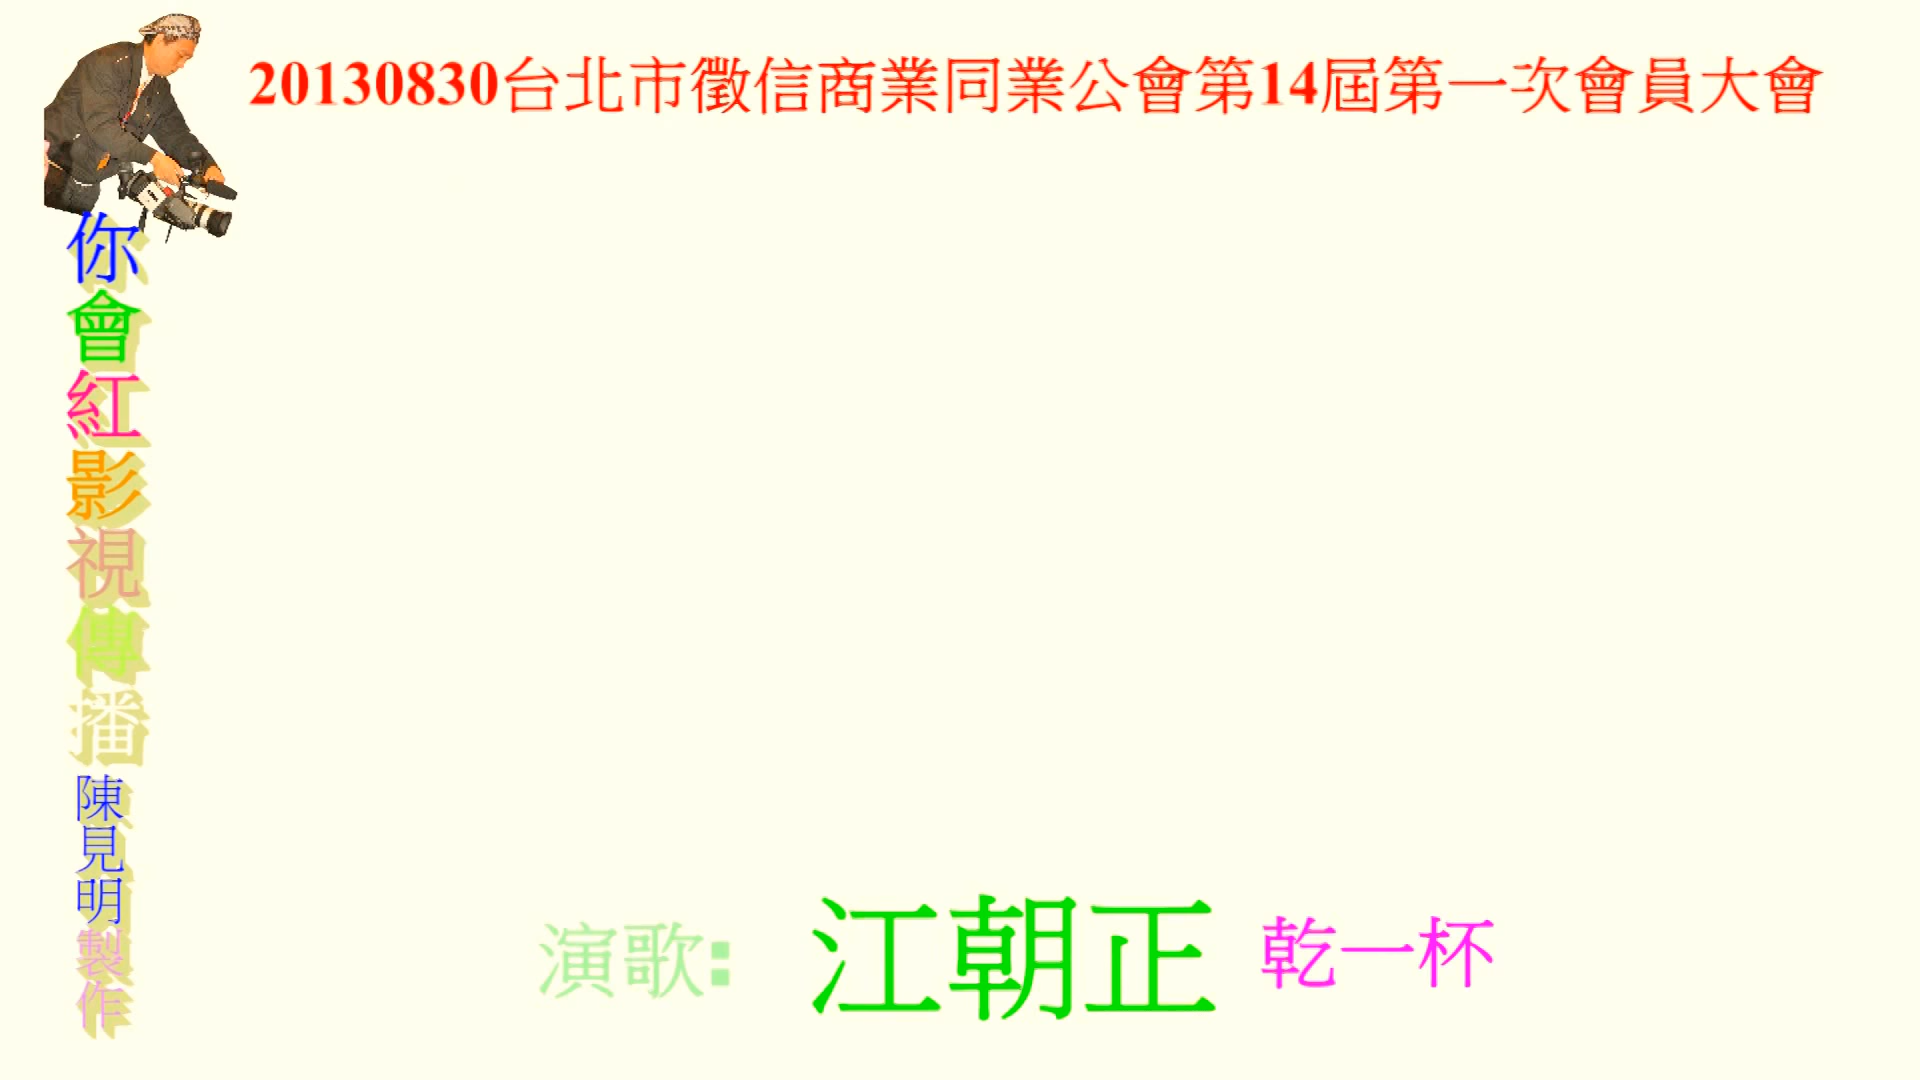 20130830台北市徵信商業同業公會第14屆第一次會員大會
你會紅影視傳播陳見明製作
演歌: 江朝正 乾一杯